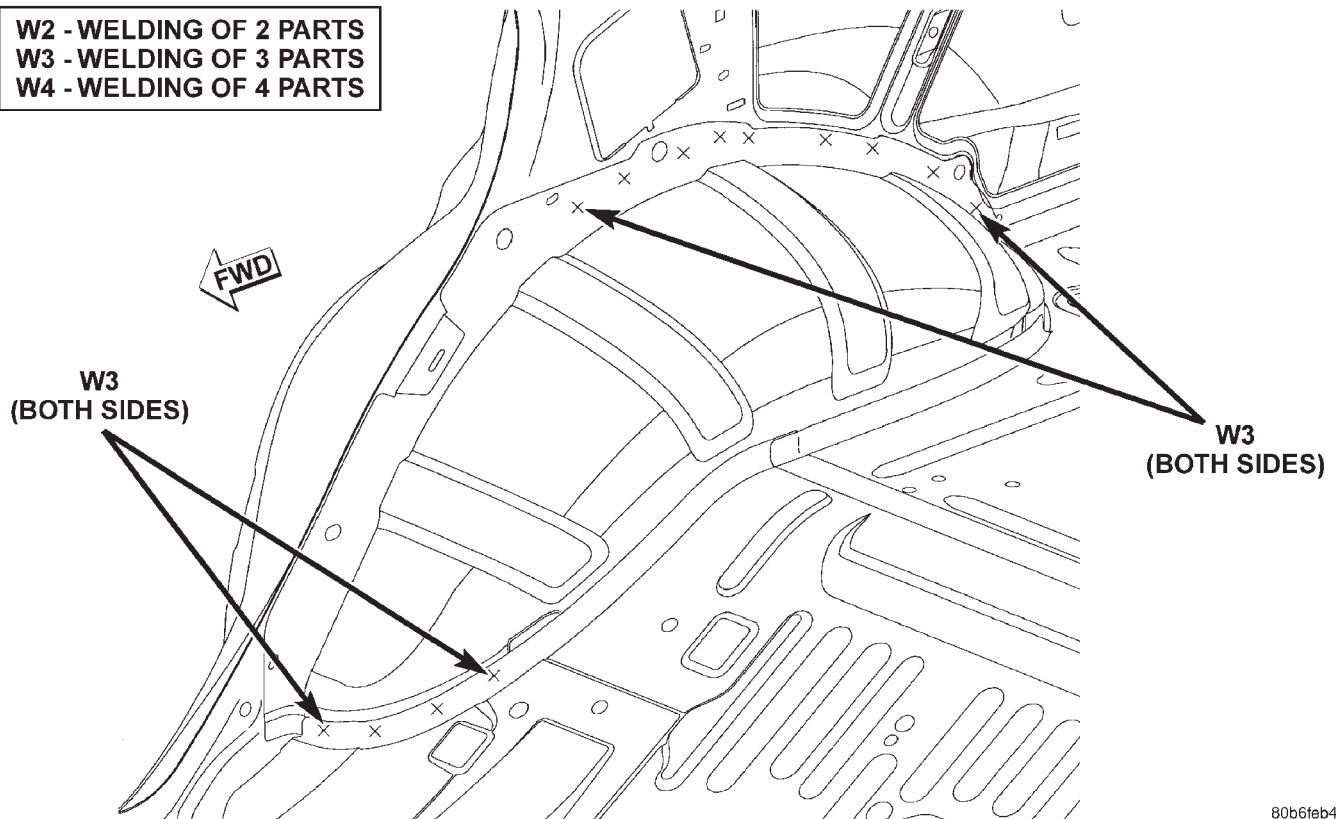 W2 - WELDING OF 2 PARTS
W3 - WELDING OF 3 PARTS
W4 - WELDING OF 4 PARTS
FWD
W3
(BOTH SIDES)
W3
(BOTH SIDES)
80b6feb4